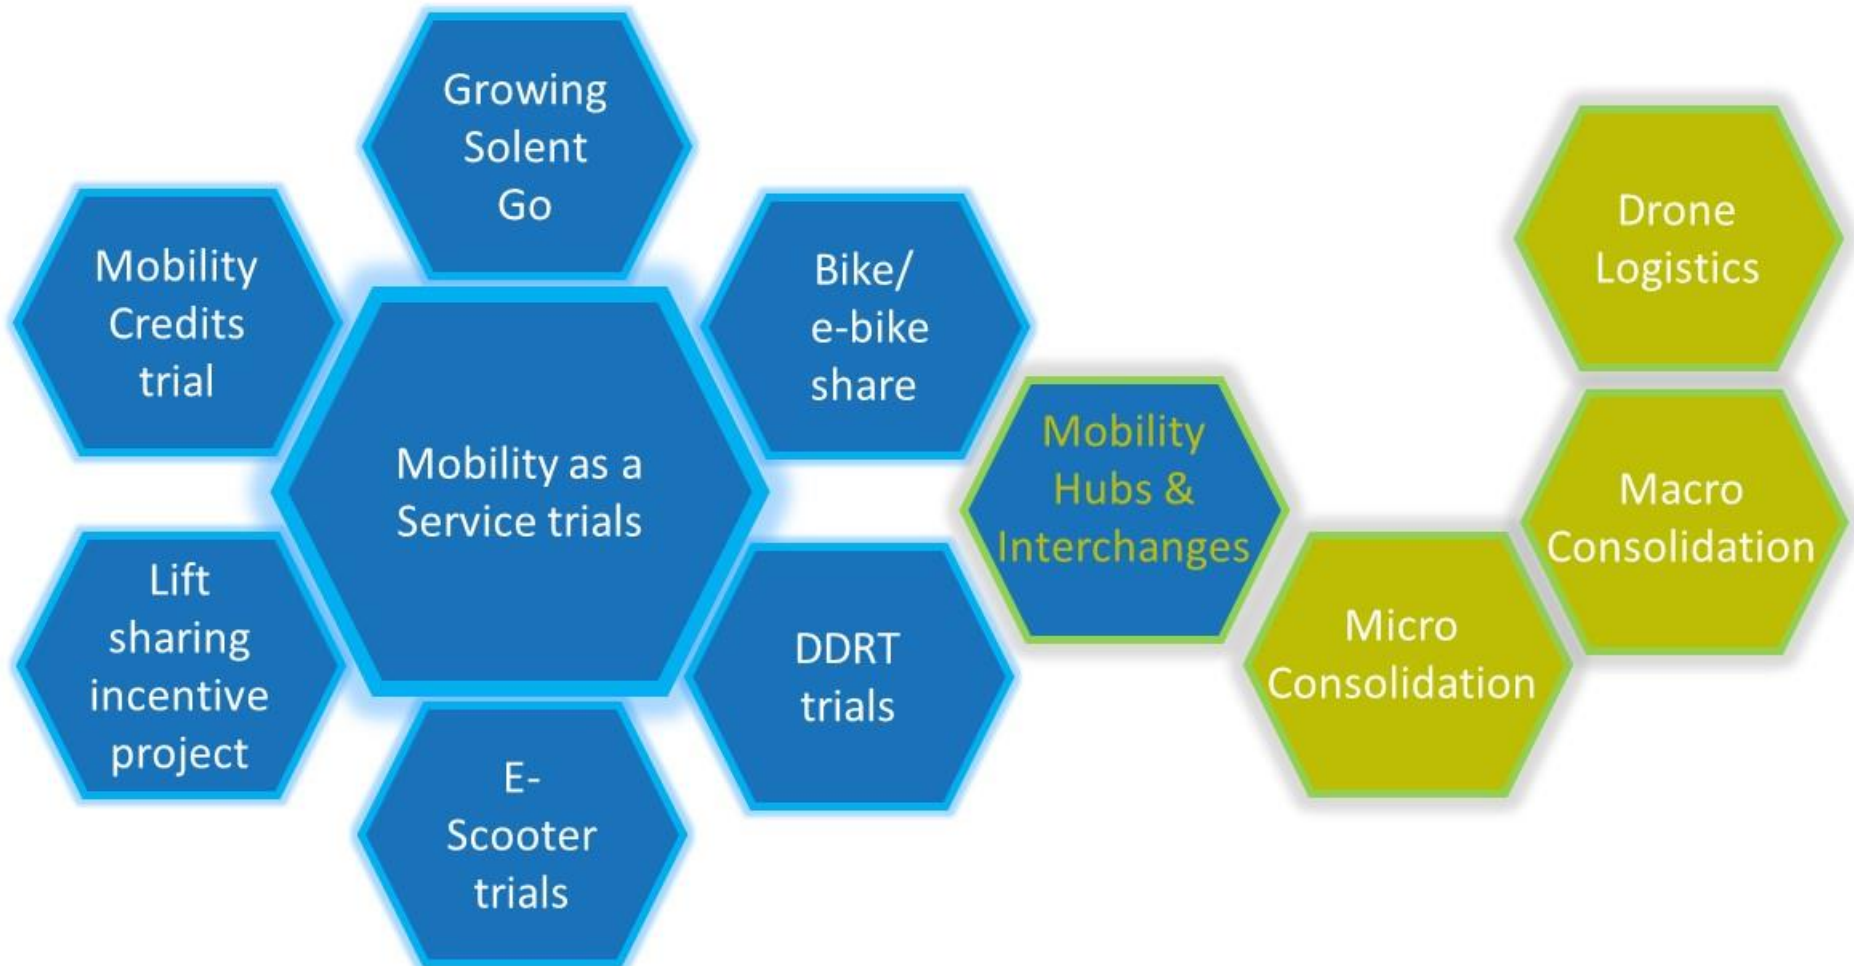 Growing
Solent
Go
Mobility
Credits
trial
Bike/
e-bike
share
Mobility as a
Service trials
Lift
sharing
incentive
project
E-
Scooter
trials
DDRT
trials
Mobility
Hubs &
Interchanges
Micro
Consolidation
Macro
Consolidation
Drone
Logistics